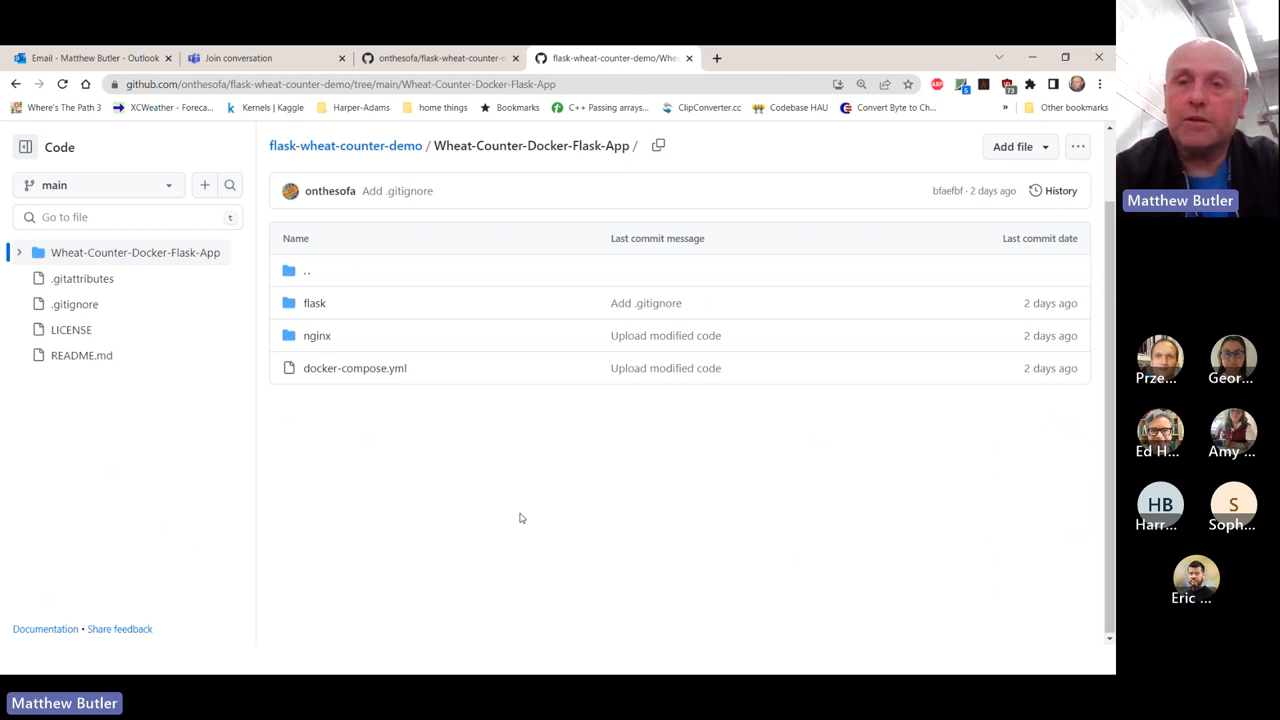 Email - Matthew Butler - Outlook
Join conversation
onthesofa/flask-wheat-counter-
flask-wheat-counter-demo/Whe
github.com/onthesofa/flask-wheat-counter-demo/tree/main/Wheat-Counter-Docker-Flask-App
5
73
Where's The Path 3
XCWeather - Foreca...
Kernels | Kaggle
Harper-Adams
home things
Bookmarks
C++ Passing arrays...
ClipConverter.cc
Codebase HAU
Convert Byte to Ch...
»
Other bookmarks
Code
flask-wheat-counter-demo / Wheat-Counter-Docker-Flask-App /
Add file
main
onthesofa Add .gitignore
bfaefbf · 2 days ago
History
Go to file
t
Name
Last commit message
Last commit date
Wheat-Counter-Docker-Flask-App
..
.gitattributes
flask
Add .gitignore
2 days ago
.gitignore
nginx
Upload modified code
2 days ago
LICENSE
docker-compose.yml
Upload modified code
2 days ago
README.md
Documentation • Share feedback
Matthew Butler
Prze...
Geor...
Ed H...
Amy ...
HB
S
Harr...
Soph...
Eric ...
Matthew Butler